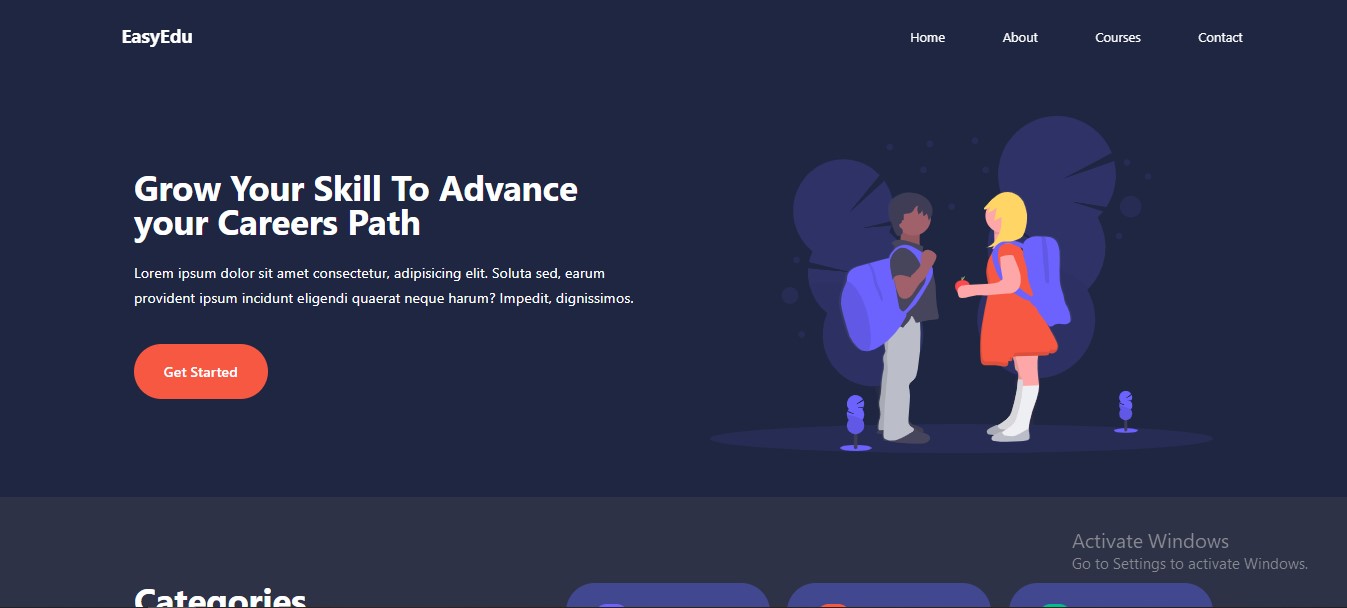 EasyEdu
Home
About
Courses
Contact
Grow Your Skill To Advance
your Careers Path
Lorem ipsum dolor sit amet consectetur, adipisicing elit. Soluta sed, earum
provident ipsum incidunt eligendi quaerat neque harum? Impedit, dignissimos.
Get Started
Activate Windows
Go to Settings to activate Windows.
Categories